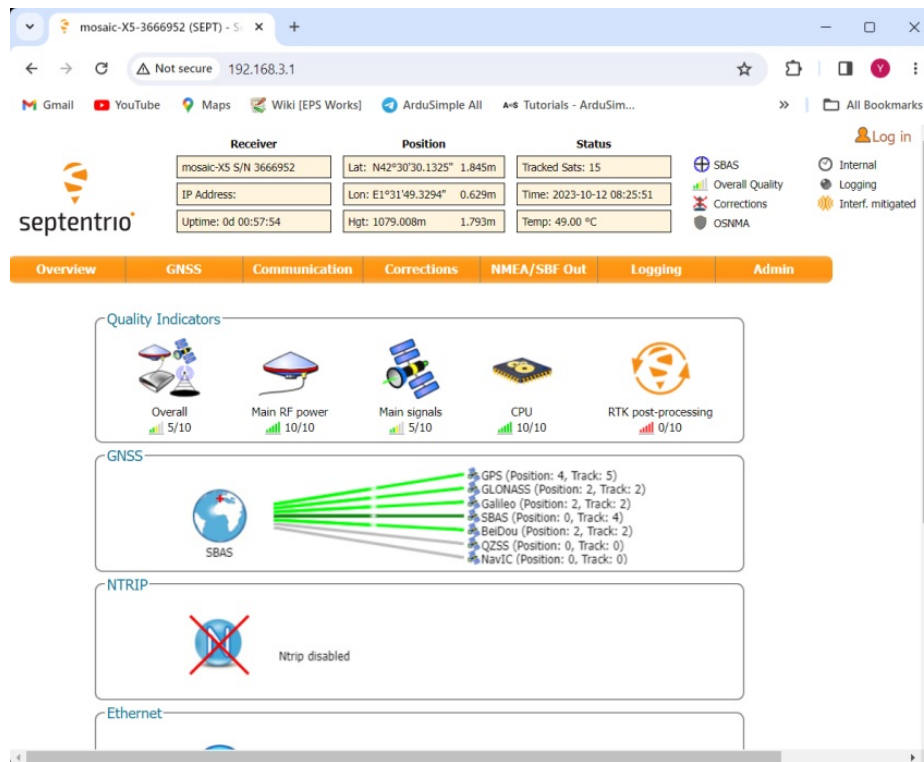 mosaic-X5-3666952 (SEPT) - S
Not secure 192.168.3.1
Y
Gmail YouTube Maps Wiki [EPS Works] ArduSimple All A=S Tutorials - ArduSim... » All Bookmarks
Log in
Receiver Position Status
mosaic-X5 S/N 3666952 Lat: N42°30'30.1325" 1.845m Tracked Sats: 15 SBAS Internal
IP Address: Lon: E1°31'49.3294" 0.629m Time: 2023-10-12 08:25:51 Overall Quality Logging
Corrections Interf. mitigated
Uptime: 0d 00:57:54 Hgt: 1079.008m 1.793m Temp: 49.00 °C OSNMA
septentrio
Overview GNSS Communication Corrections NMEA/SBF Out Logging Admin
Quality Indicators
Overall Main RF power Main signals CPU RTK post-processing
5/10 10/10 5/10 10/10 0/10
GNSS
GPS (Position: 4, Track: 5)
GLONASS (Position: 2, Track: 2)
Galileo (Position: 2, Track: 2)
SBAS (Position: 0, Track: 4)
BeiDou (Position: 2, Track: 2)
QZSS (Position: 0, Track: 0)
NavIC (Position: 0, Track: 0)
SBAS
NTRIP
N
Ntrip disabled
Ethernet